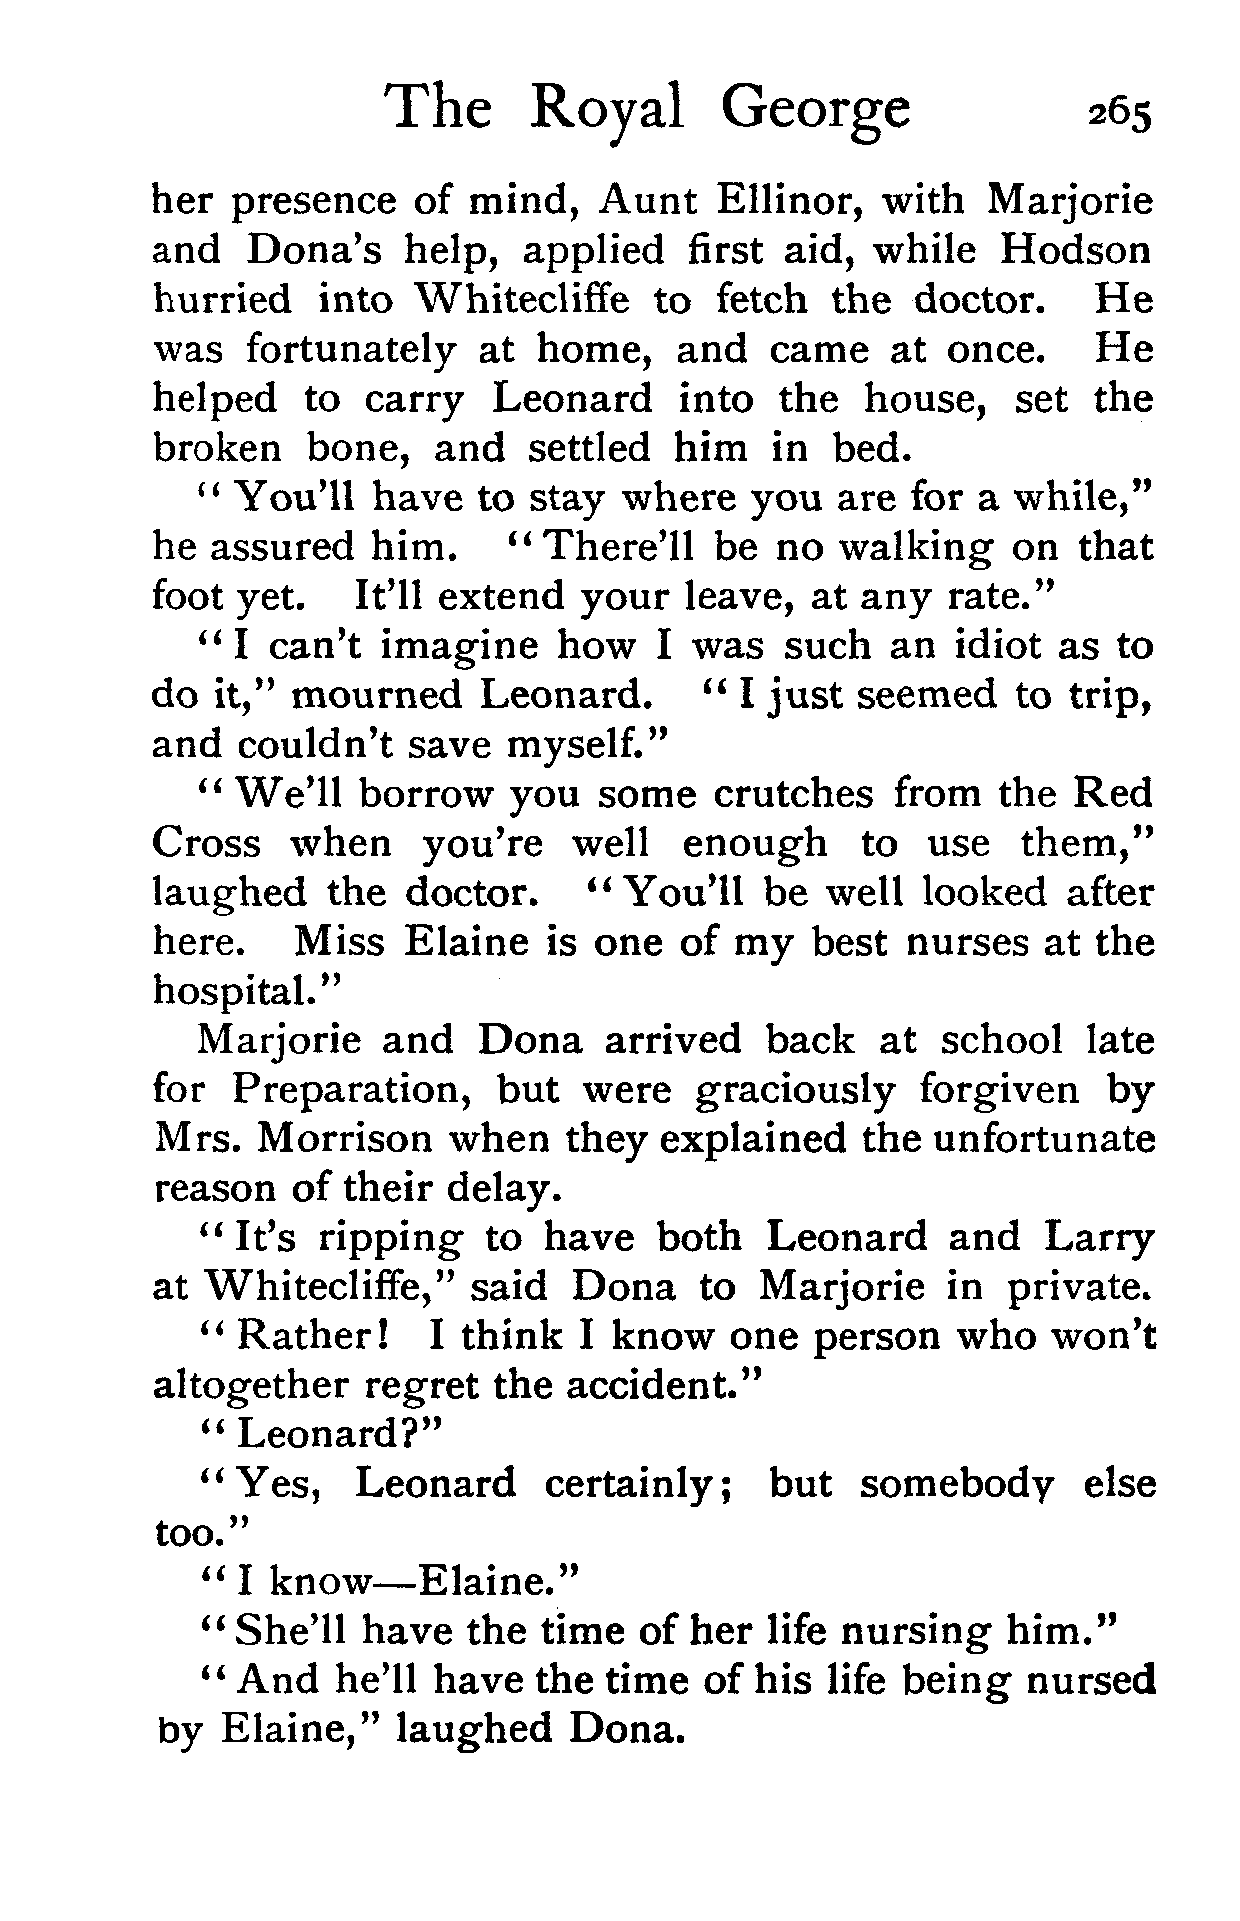 The Royal George 265
her presence of mind, Aunt Ellinor, with Marjorie
and Dona's help, applied first aid, while Hodson
hurried into Whitecliffe to fetch the doctor. He
was fortunately at home, and came at once. He
helped to carry Leonard into the house, set the
broken bone, and settled him in bed.
"You'll have to stay where you are for a while,"
he assured him. "There'll be no walking on that
foot yet. It'll extend your leave, at any rate."
"I can't imagine how I was such an idiot as to
do it," mourned Leonard. "I just seemed to trip,
and couldn't save myself."
"We'll borrow you some crutches from the Red
Cross when you're well enough to use them,"
laughed the doctor. "You'll be well looked after
here. Miss Elaine is one of my best nurses at the
hospital."
Marjorie and Dona arrived back at school late
for Preparation, but were graciously forgiven by
Mrs. Morrison when they explained the unfortunate
reason of their delay.
"It's ripping to have both Leonard and Larry
at Whitecliffe," said Dona to Marjorie in private.
"Rather! I think I know one person who won't
altogether regret the accident."
"Leonard?"
"Yes, Leonard certainly; but somebody else
too."
"I know—Elaine."
"She'll have the time of her life nursing him."
"And he'll have the time of his life being nursed
by Elaine," laughed Dona.